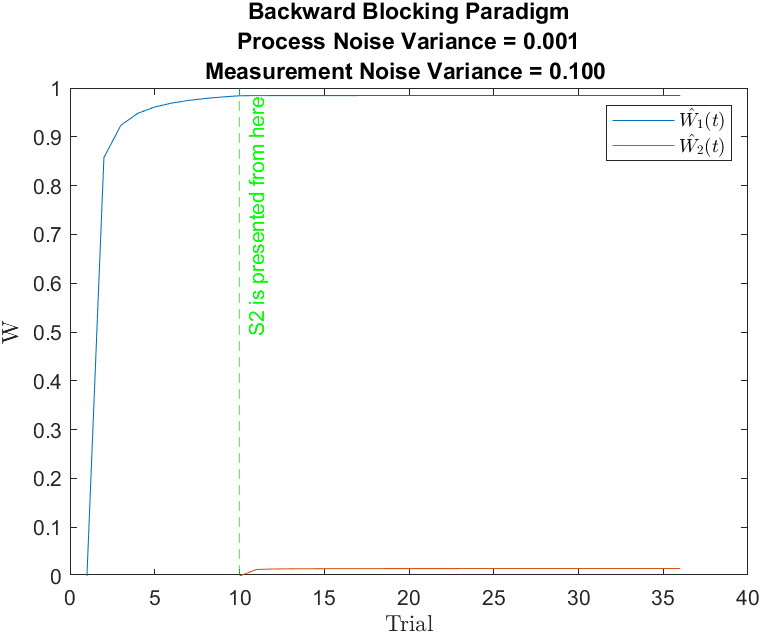 Backward Blocking Paradigm
Process Noise Variance = 0.001
Measurement Noise Variance = 0.100
1
0.9
0.8
0.7
0.6
0.5
0.4
0.3
0.2
0.1
0
W
S2 is presented from here
Ŵ₁(t)
Ŵ₂(t)
0 5 10 15 20 25 30 35 40
Trial